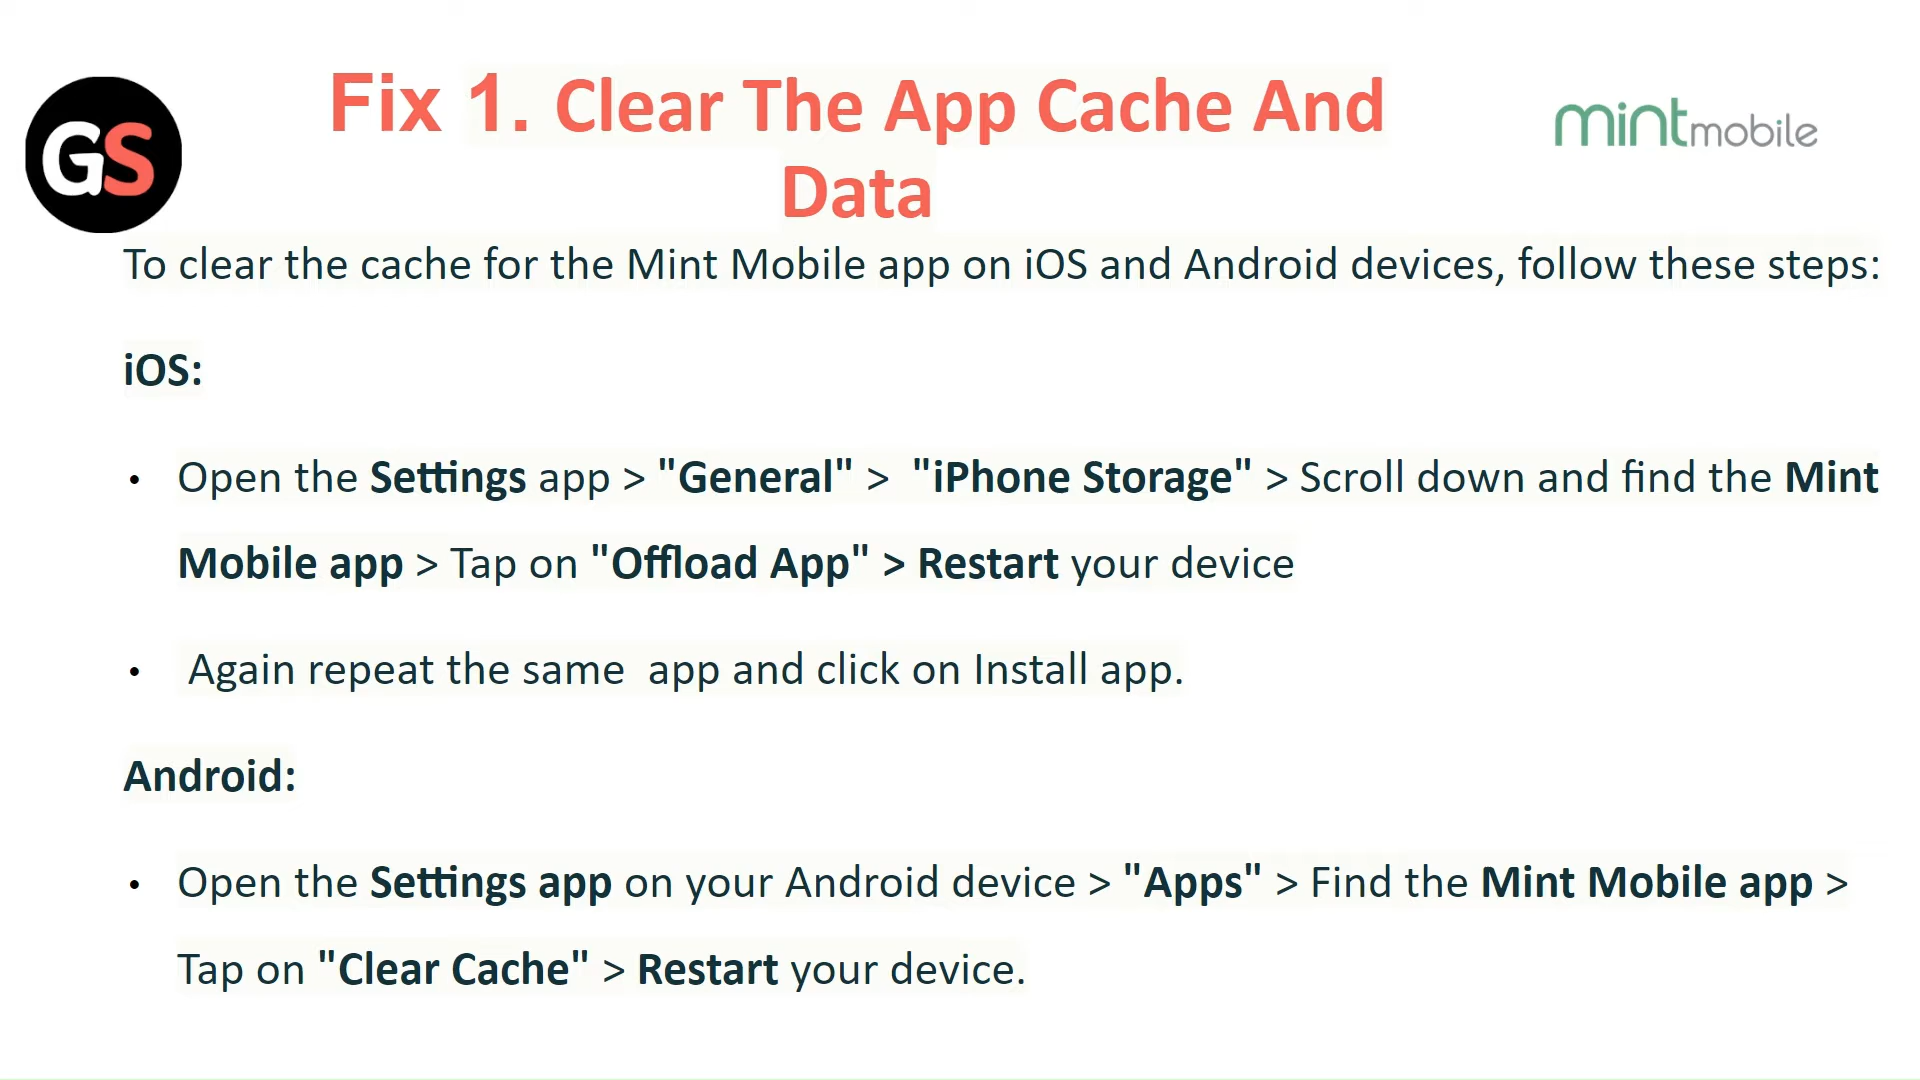 GS
Fix 1. Clear The App Cache And
Data
mintmobile
To clear the cache for the Mint Mobile app on iOS and Android devices, follow these steps:
iOS:
• Open the Settings app > "General" >  "iPhone Storage" > Scroll down and find the Mint
Mobile app > Tap on "Offload App" > Restart your device
•  Again repeat the same  app and click on Install app.
Android:
• Open the Settings app on your Android device > "Apps" > Find the Mint Mobile app >
Tap on "Clear Cache" > Restart your device.